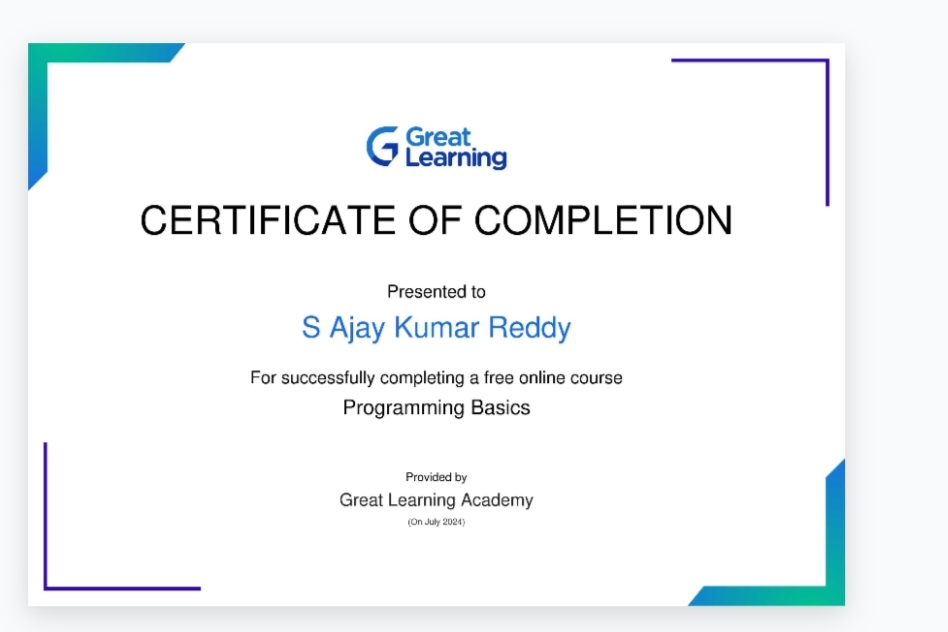 Great
Learning
CERTIFICATE OF COMPLETION
Presented to
S Ajay Kumar Reddy
For successfully completing a free online course
Programming Basics
Provided by
Great Learning Academy
(On July 2024)